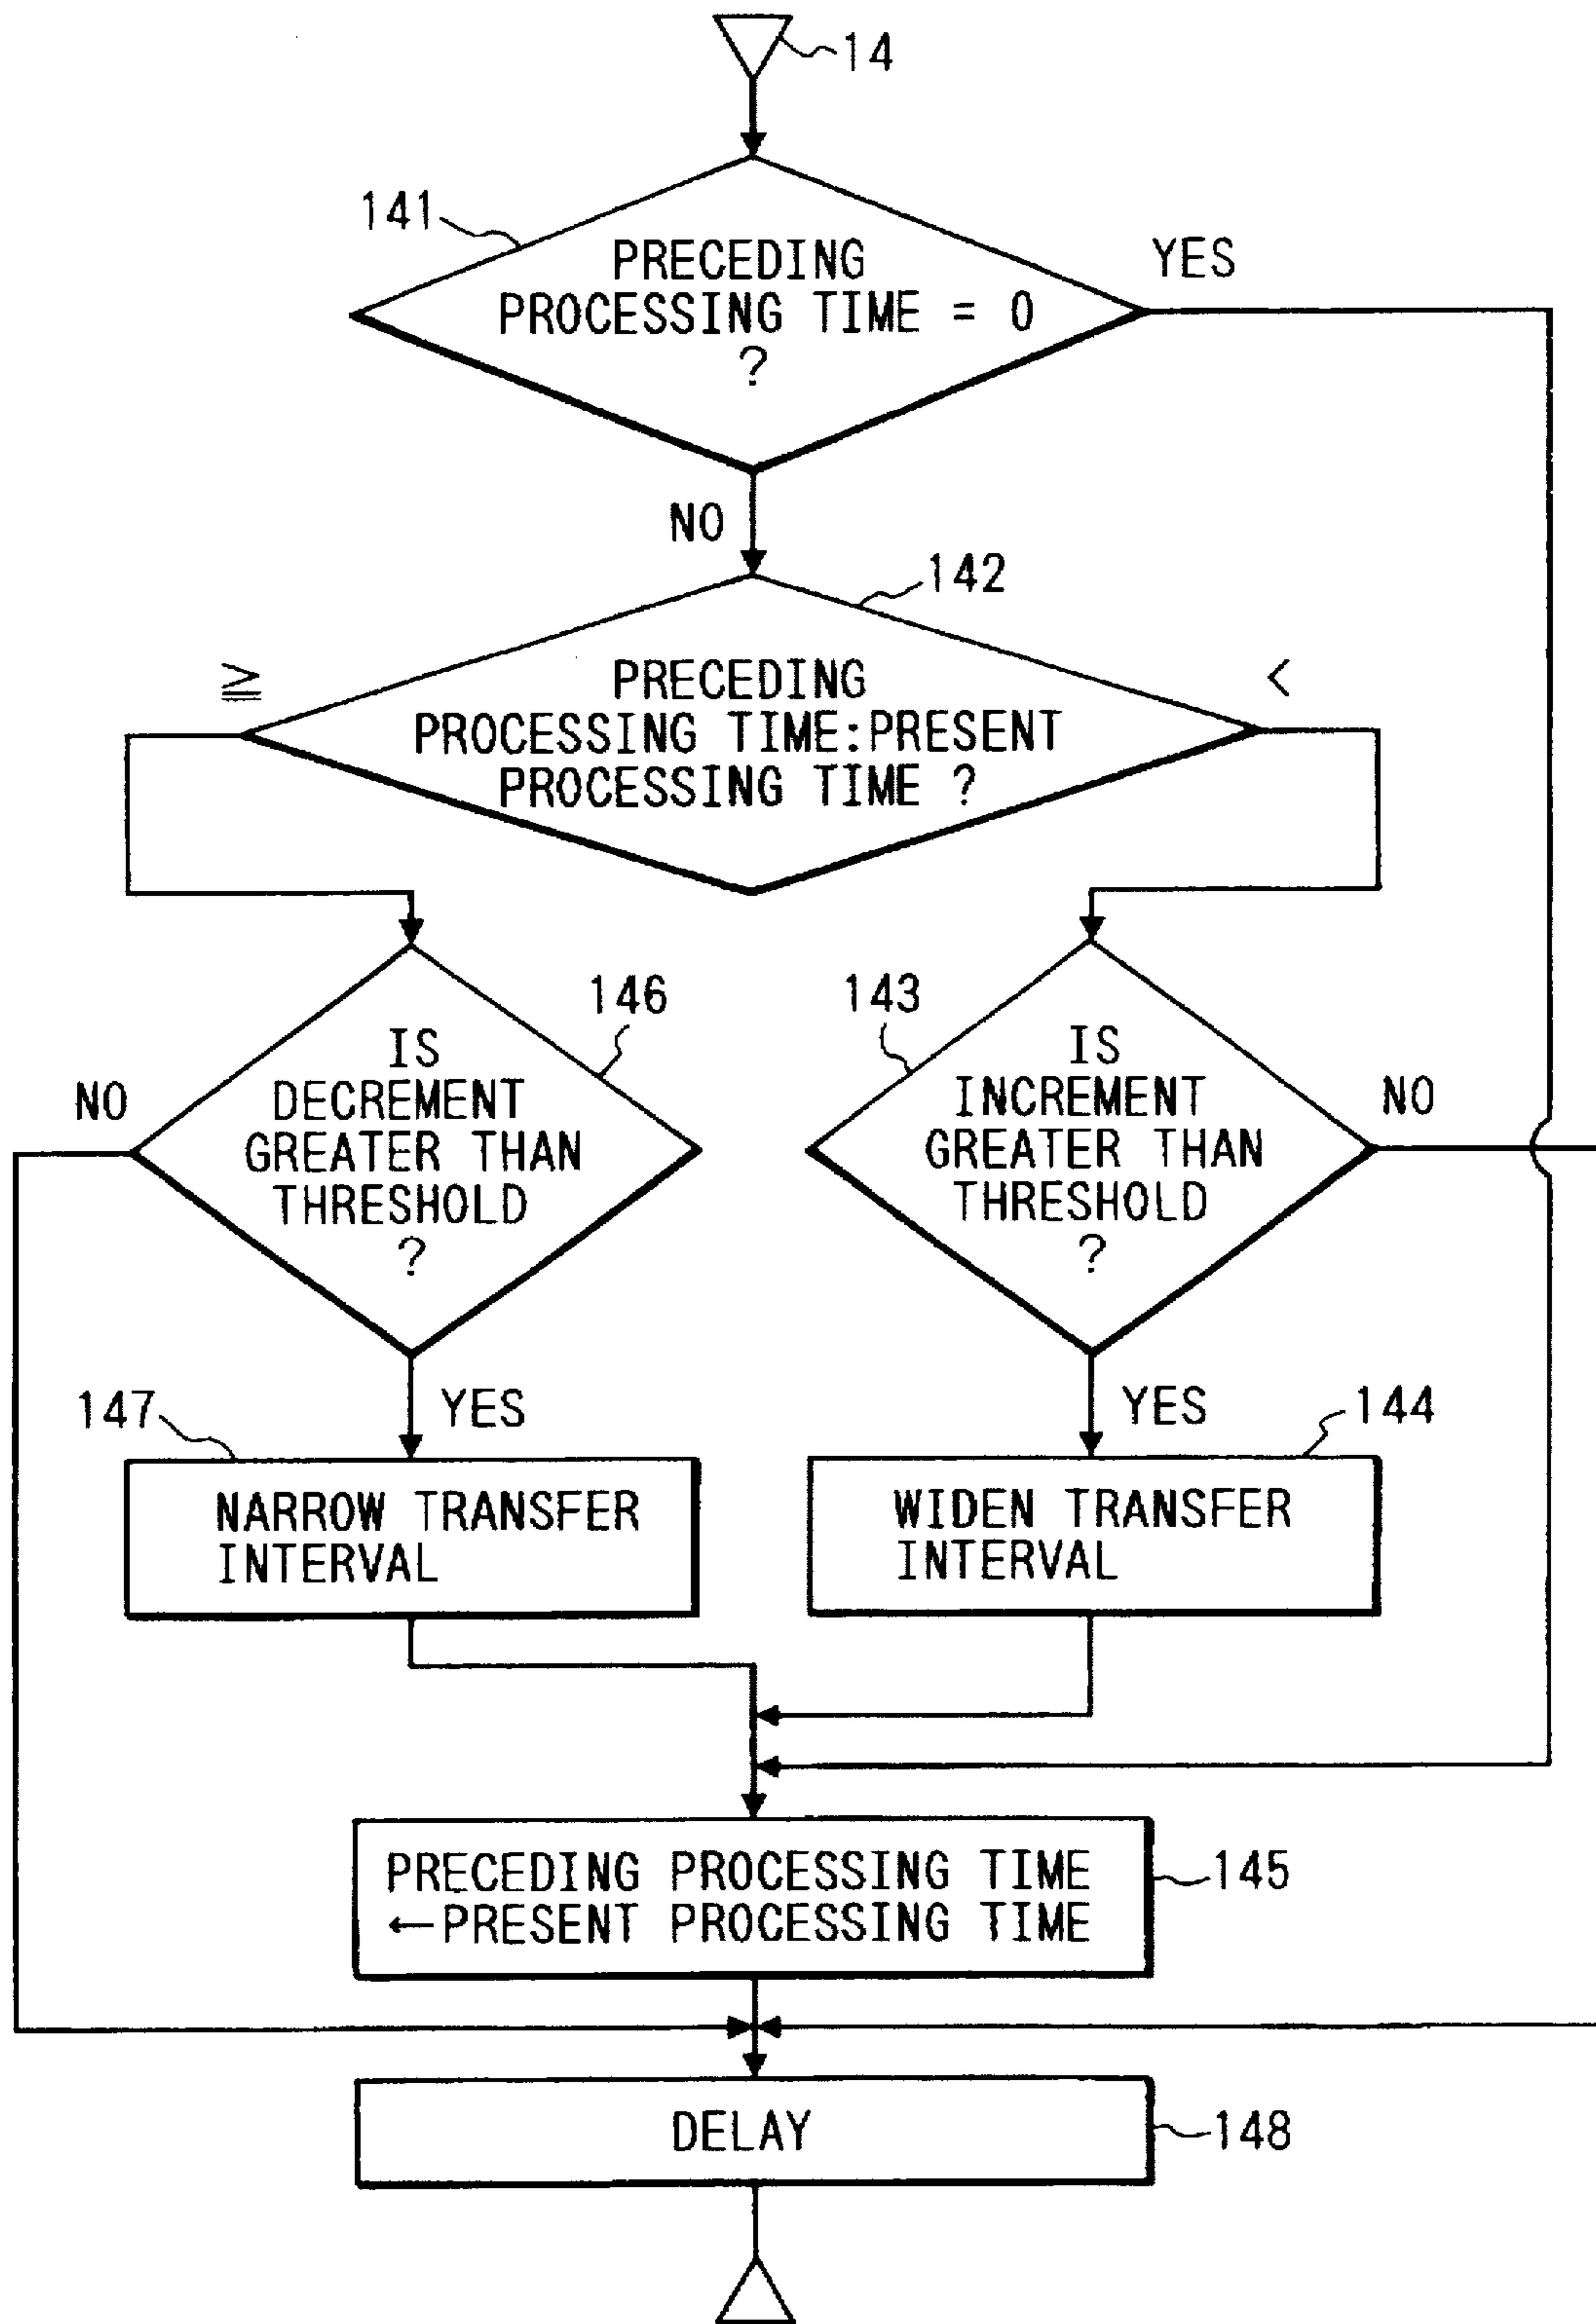 14
141
PRECEDING
PROCESSING TIME = 0
?
YES
NO
142
≧
PRECEDING
PROCESSING TIME:PRESENT
PROCESSING TIME ?
<
146
IS
DECREMENT
GREATER THAN
THRESHOLD
?
NO
143
IS
INCREMENT
GREATER THAN
THRESHOLD
?
NO
147
YES
NARROW TRANSFER
INTERVAL
YES
144
WIDEN TRANSFER
INTERVAL
PRECEDING PROCESSING TIME
←PRESENT PROCESSING TIME
145
DELAY
148